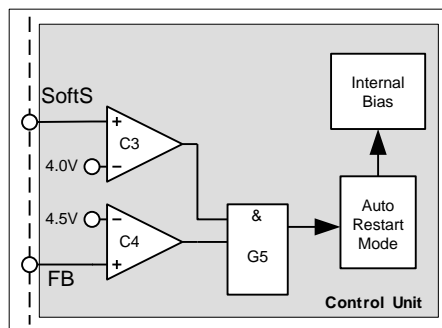 SoftS
+
C3
4.0V
−
4.5V
−
C4
+
FB
&
G5
Internal
Bias
Auto
Restart
Mode
Control Unit